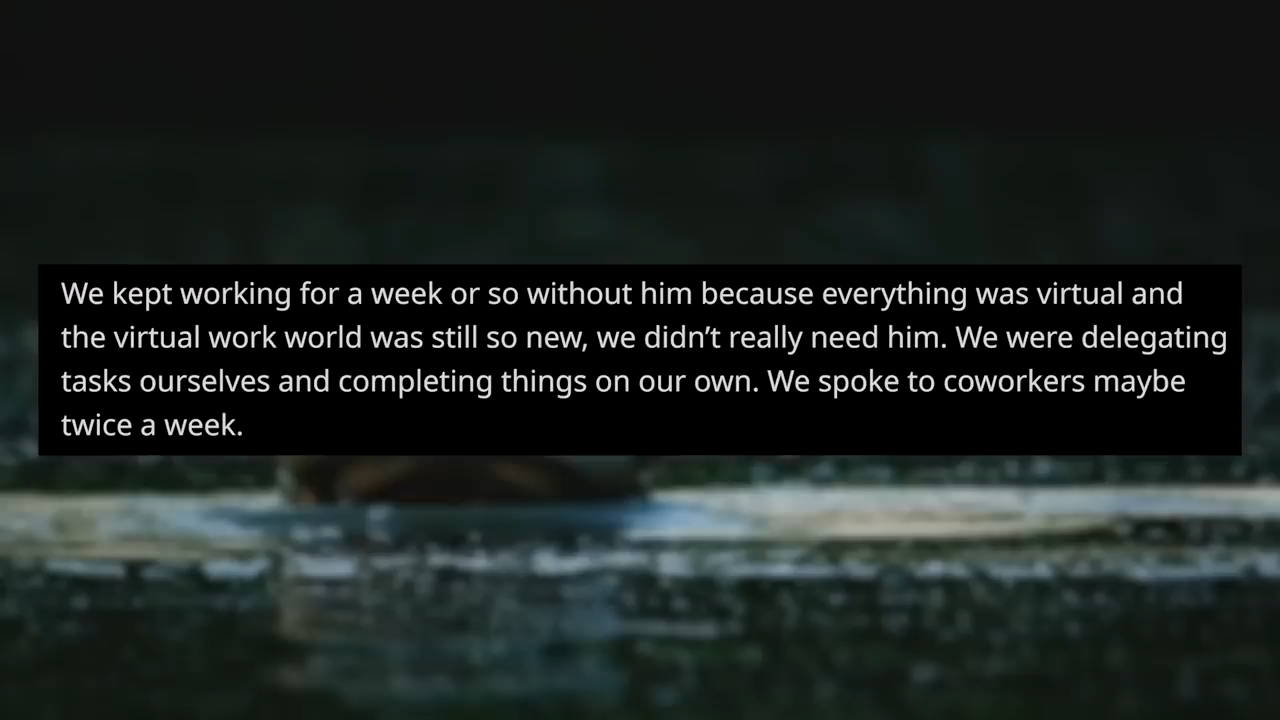 We kept working for a week or so without him because everything was virtual and
the virtual work world was still so new, we didn’t really need him. We were delegating
tasks ourselves and completing things on our own. We spoke to coworkers maybe
twice a week.